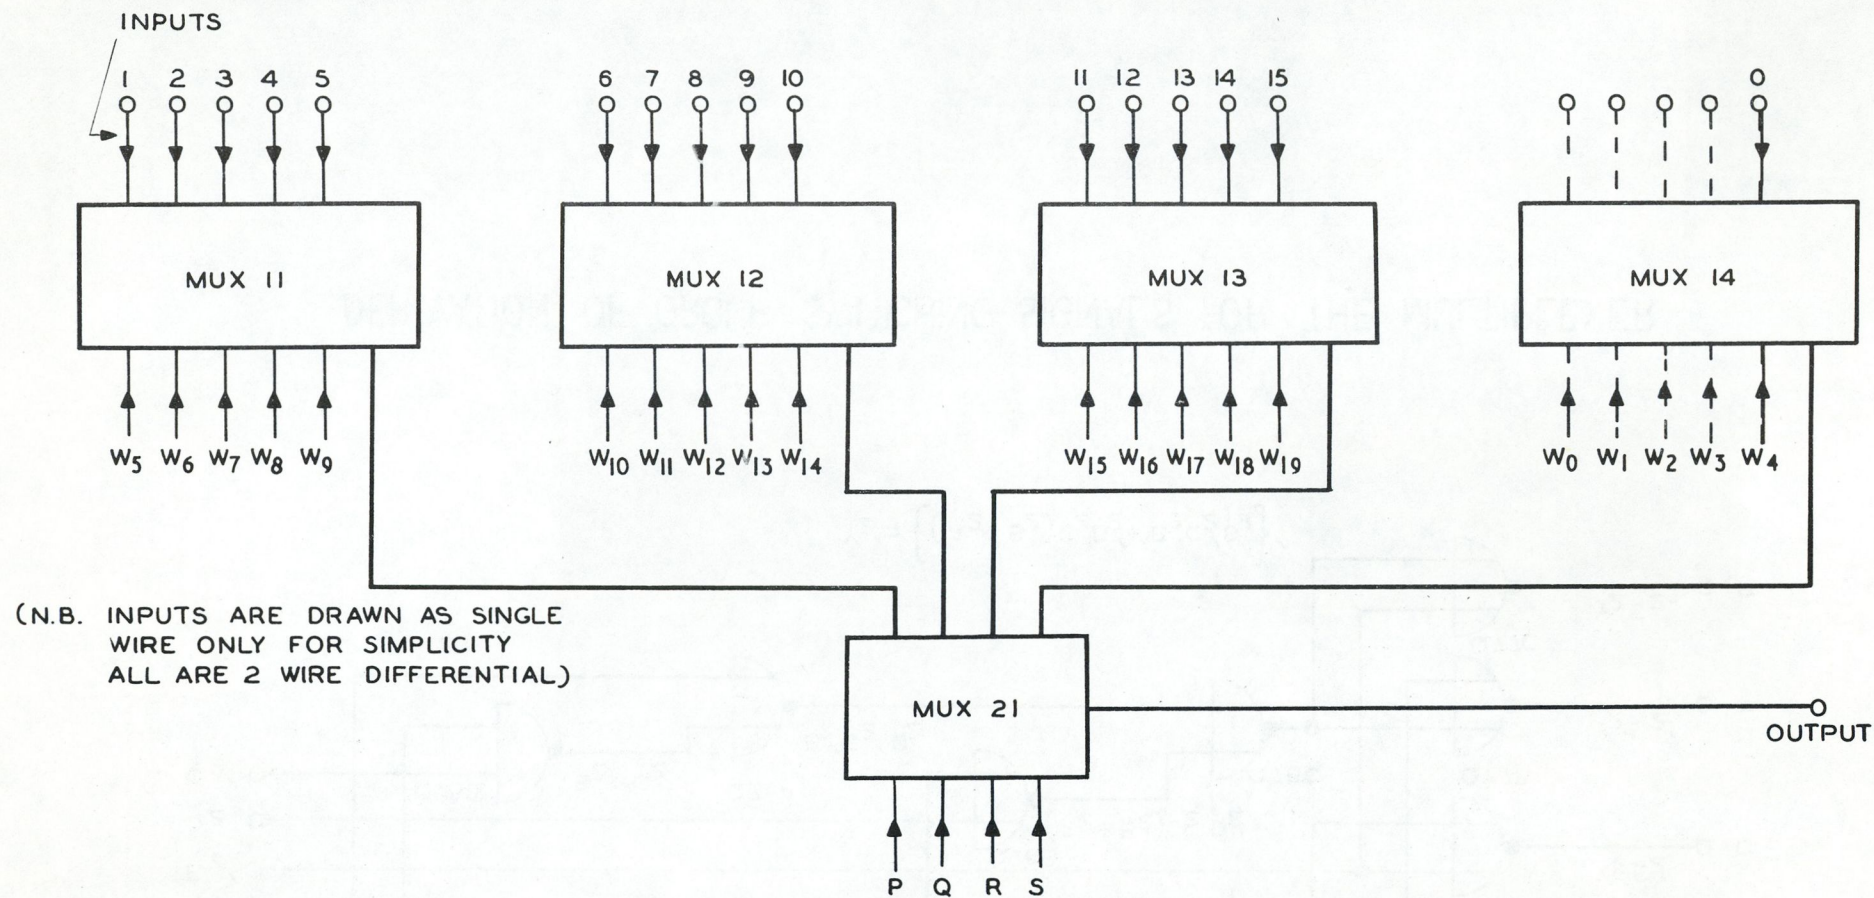 INPUTS
1 2 3 4 5
6 7 8 9 10
11 12 13 14 15
0
MUX 11
MUX 12
MUX 13
MUX 14
W5 W6 W7 W8 W9
W10 W11 W12 W13 W14
W15 W16 W17 W18 W19
W0 W1 W2 W3 W4
(N.B. INPUTS ARE DRAWN AS SINGLE
WIRE ONLY FOR SIMPLICITY
ALL ARE 2 WIRE DIFFERENTIAL)
MUX 21
OUTPUT
P Q R S